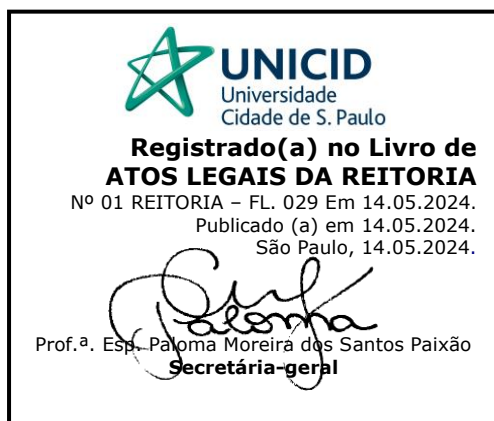 UNICID
Universidade
Cidade de S. Paulo
Registrado(a) no Livro de
ATOS LEGAIS DA REITORIA
Nº 01 REITORIA – FL. 029 Em 14.05.2024.
Publicado (a) em 14.05.2024.
São Paulo, 14.05.2024.
Paloma
Prof.ª. Esp. Paloma Moreira dos Santos Paixão
Secretária-geral